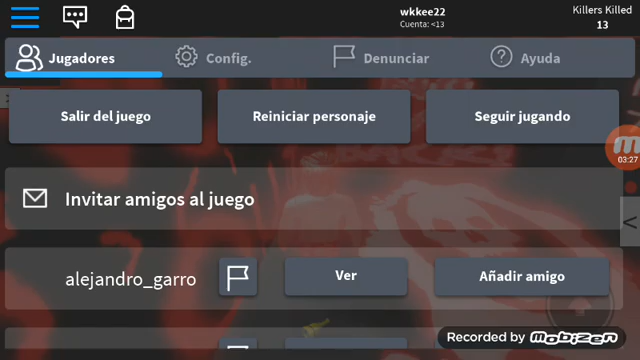 wkkee22
Cuenta: <13
Killers Killed
13
Jugadores
Config.
Denunciar
Ayuda
Salir del juego
Reiniciar personaje
Seguir jugando
03:27
Invitar amigos al juego
<
alejandro_garro
Ver
Añadir amigo
Recorded by mobizen